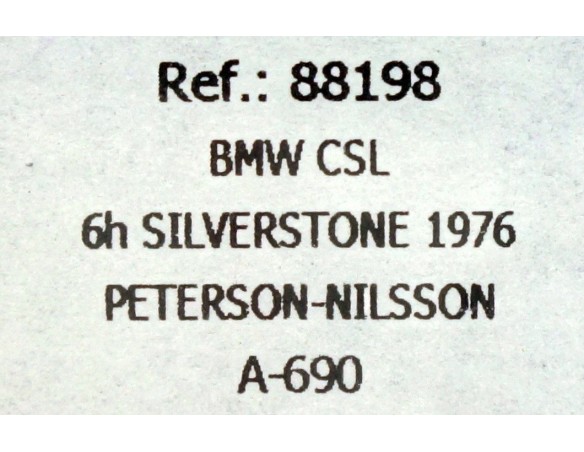 Ref.: 88198
BMW CSL
6h SILVERSTONE 1976
PETERSON-NILSSON
A-690